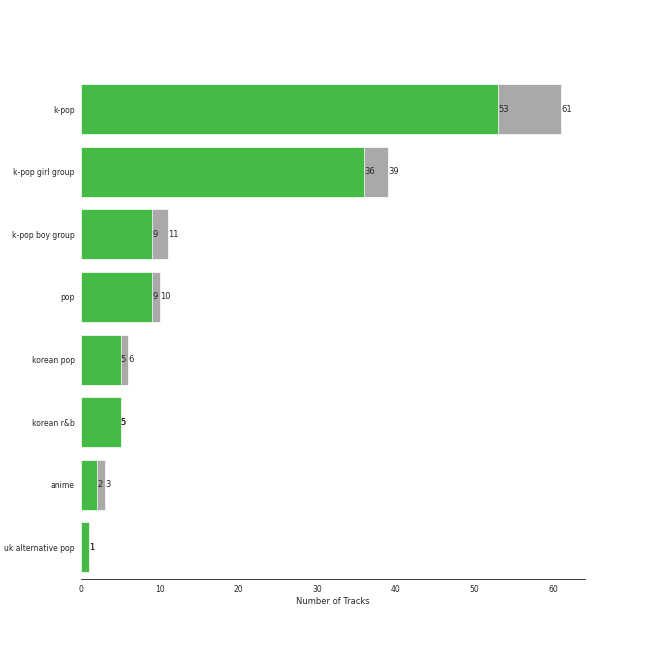 k-pop 53 61
k-pop girl group 36 39
k-pop boy group 9 11
pop 9 10
korean pop 5 6
korean r&b 5
anime 2 3
uk alternative pop 1
0 10 20 30 40 50 60
Number of Tracks